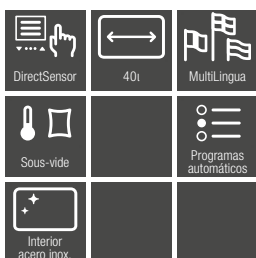 DirectSensor
40l
MultiLingua
Sous-vide
Programas
automáticos
Interior
acero inox.